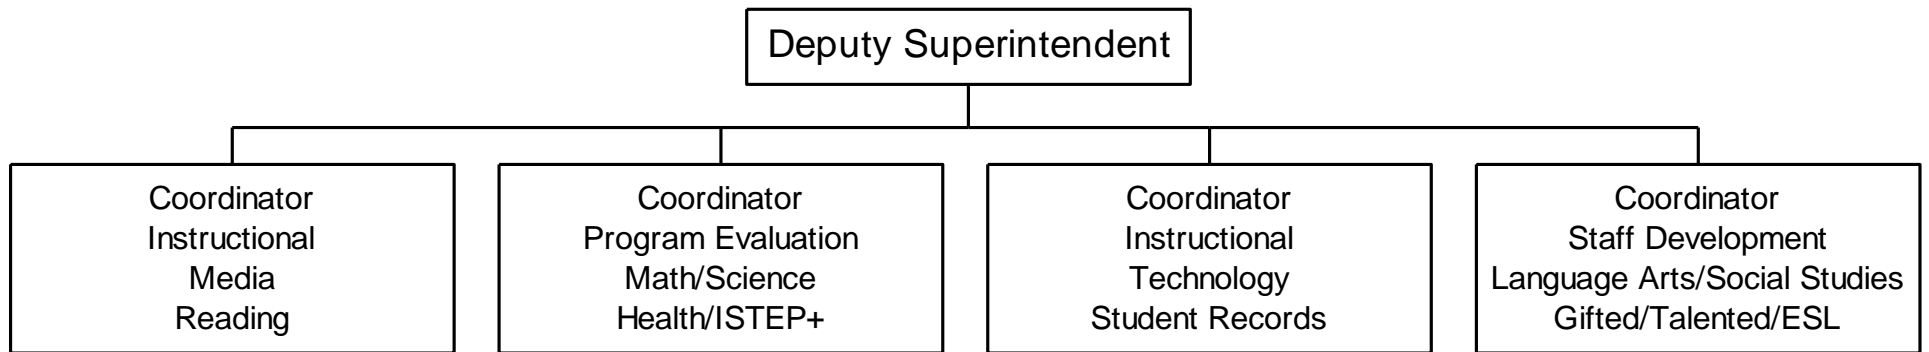 Deputy Superintendent
Coordinator
Instructional
Media
Reading
Coordinator
Program Evaluation
Math/Science
Health/ISTEP+
Coordinator
Instructional
Technology
Student Records
Coordinator
Staff Development
Language Arts/Social Studies
Gifted/Talented/ESL